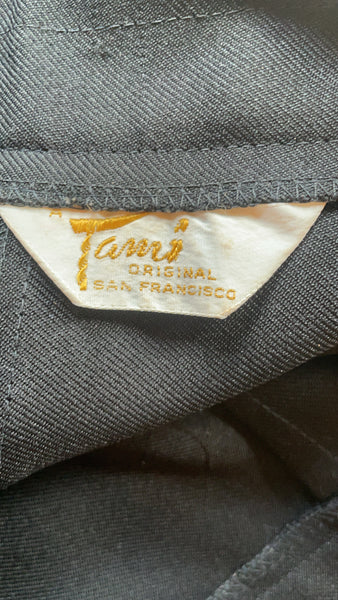 A
Tami
ORIGINAL
SAN FRANCISCO